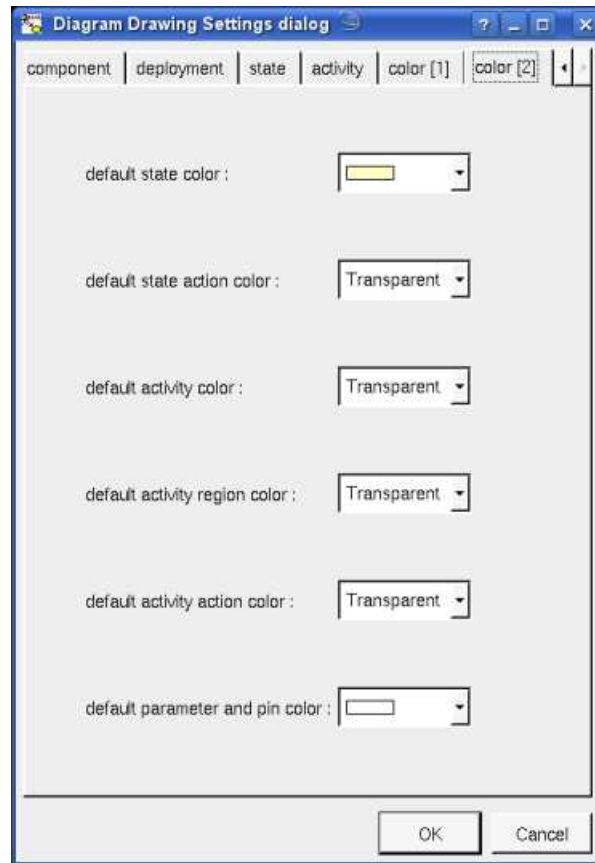 Diagram Drawing Settings dialog
component deployment state activity color [1] color [2]
default state color :
default state action color : Transparent
default activity color : Transparent
default activity region color : Transparent
default activity action color : Transparent
default parameter and pin color :
OK Cancel